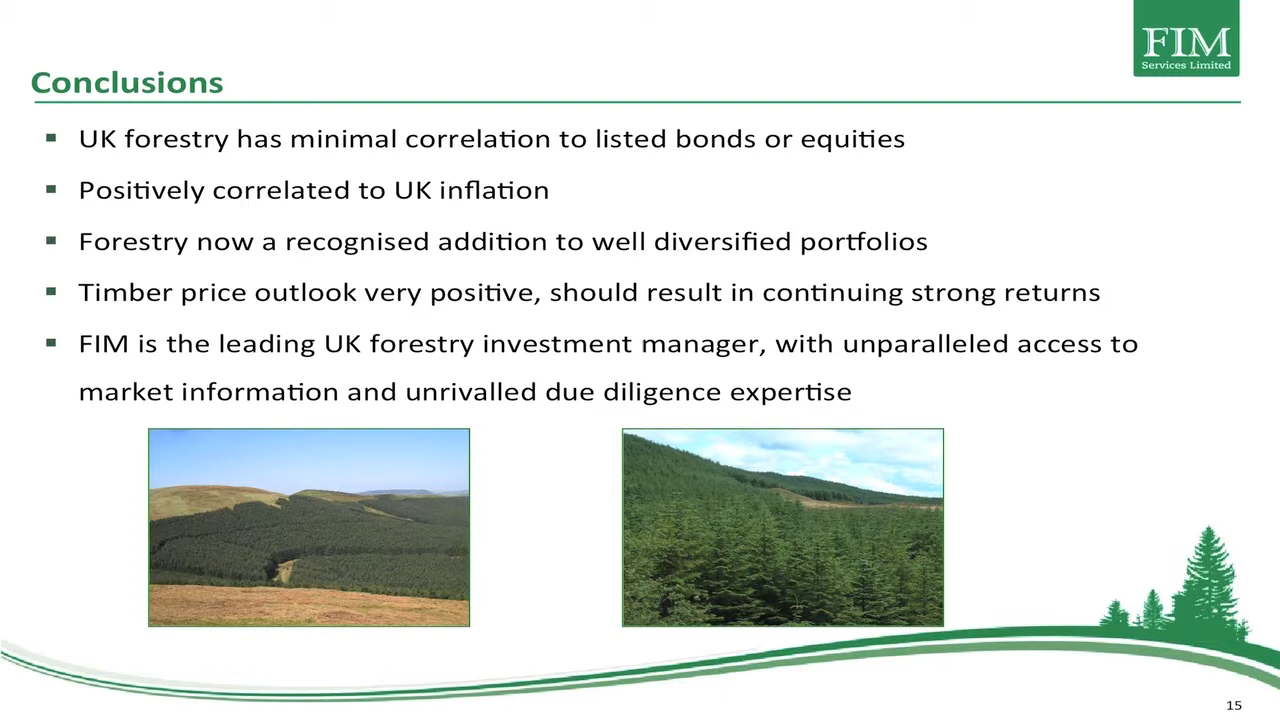 FIM
Services Limited
Conclusions
UK forestry has minimal correlation to listed bonds or equities
Positively correlated to UK inflation
Forestry now a recognised addition to well diversified portfolios
Timber price outlook very positive, should result in continuing strong returns
FIM is the leading UK forestry investment manager, with unparalleled access to
market information and unrivalled due diligence expertise
15